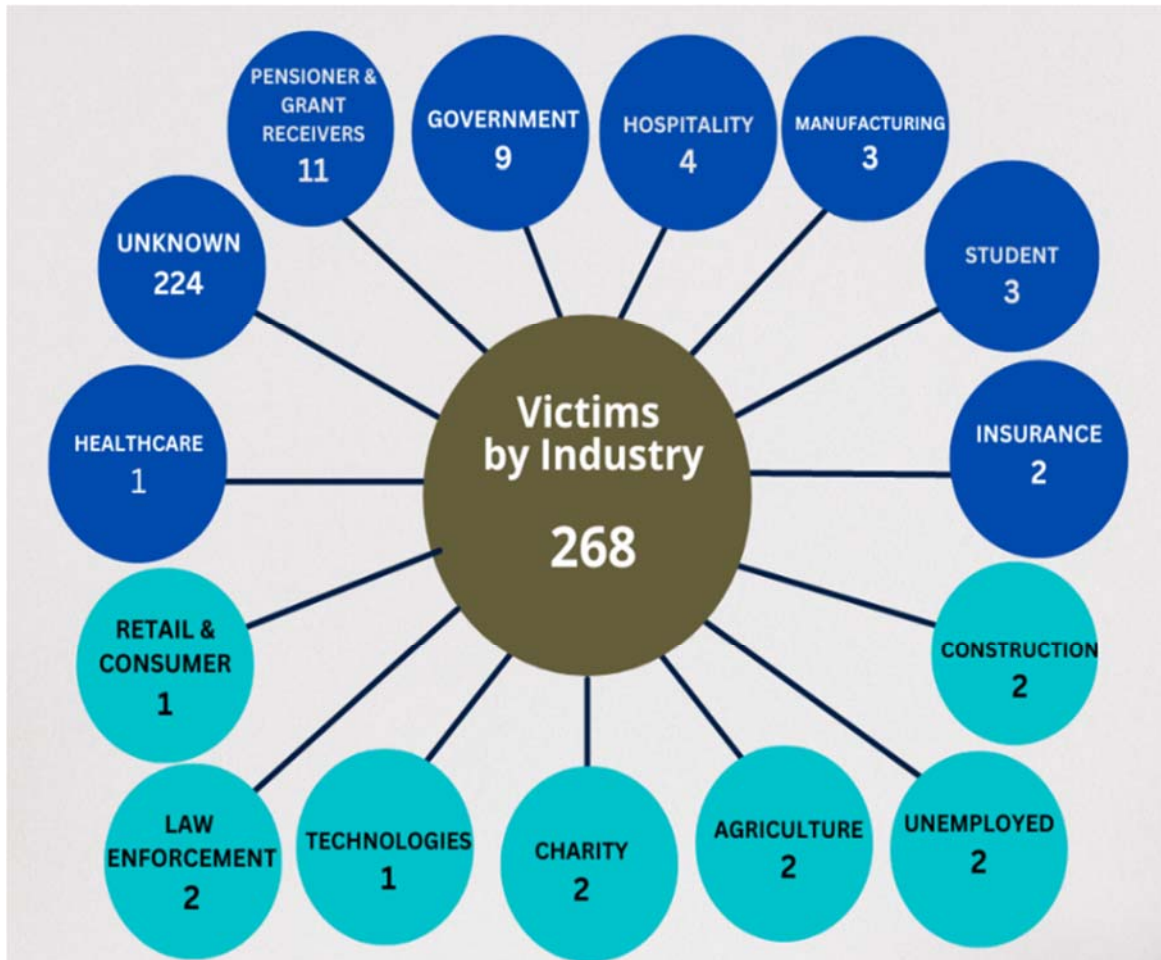 PENSIONER &
GRANT
RECEIVERS
11
GOVERNMENT
9
HOSPITALITY
4
MANUFACTURING
3
UNKNOWN
224
STUDENT
3
HEALTHCARE
1
Victims
by Industry
268
INSURANCE
2
RETAIL &
CONSUMER
1
CONSTRUCTION
2
LAW
ENFORCEMENT
2
TECHNOLOGIES
1
CHARITY
2
AGRICULTURE
2
UNEMPLOYED
2